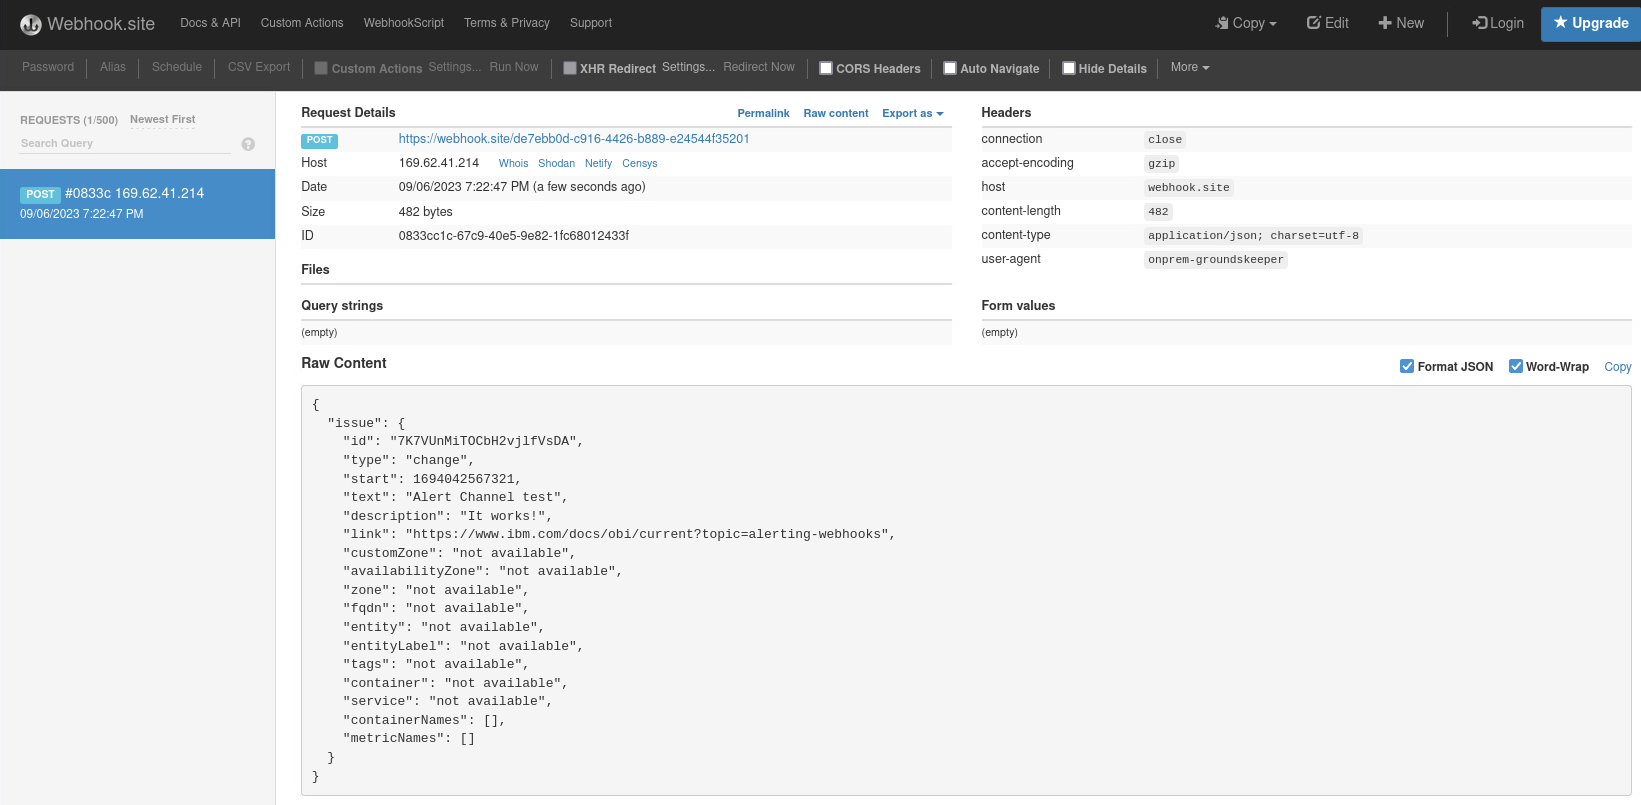 Webhook.site Docs & API Custom Actions WebhookScript Terms & Privacy Support Copy Edit New Login Upgrade
Password Alias Schedule CSV Export Custom Actions Settings... Run Now XHR Redirect Settings... Redirect Now CORS Headers Auto Navigate Hide Details More
REQUESTS (1/500) Newest First
Search Query ?
POST #0833c 169.62.41.214
09/06/2023 7:22:47 PM
Request Details Permalink Raw content Export as
POST https://webhook.site/de7ebb0d-c916-4426-b889-e24544f35201
Host 169.62.41.214 Whois Shodan Netify Censys
Date 09/06/2023 7:22:47 PM (a few seconds ago)
Size 482 bytes
ID 0833cc1c-67c9-40e5-9e82-1fc68012433f
Files
Query strings
(empty)
Headers
connection close
accept-encoding gzip
host webhook.site
content-length 482
content-type application/json; charset=utf-8
user-agent onprem-groundskeeper
Form values
(empty)
Raw Content Format JSON Word-Wrap Copy
{
"issue": {
"id": "7K7VUnMiTOCbH2vjlfVsDA",
"type": "change",
"start": 1694042567321,
"text": "Alert Channel test",
"description": "It works!",
"link": "https://www.ibm.com/docs/obi/current?topic=alerting-webhooks",
"customZone": "not available",
"availabilityZone": "not available",
"zone": "not available",
"fqdn": "not available",
"entity": "not available",
"entityLabel": "not available",
"tags": "not available",
"container": "not available",
"service": "not available",
"containerNames": [],
"metricNames": []
}
}